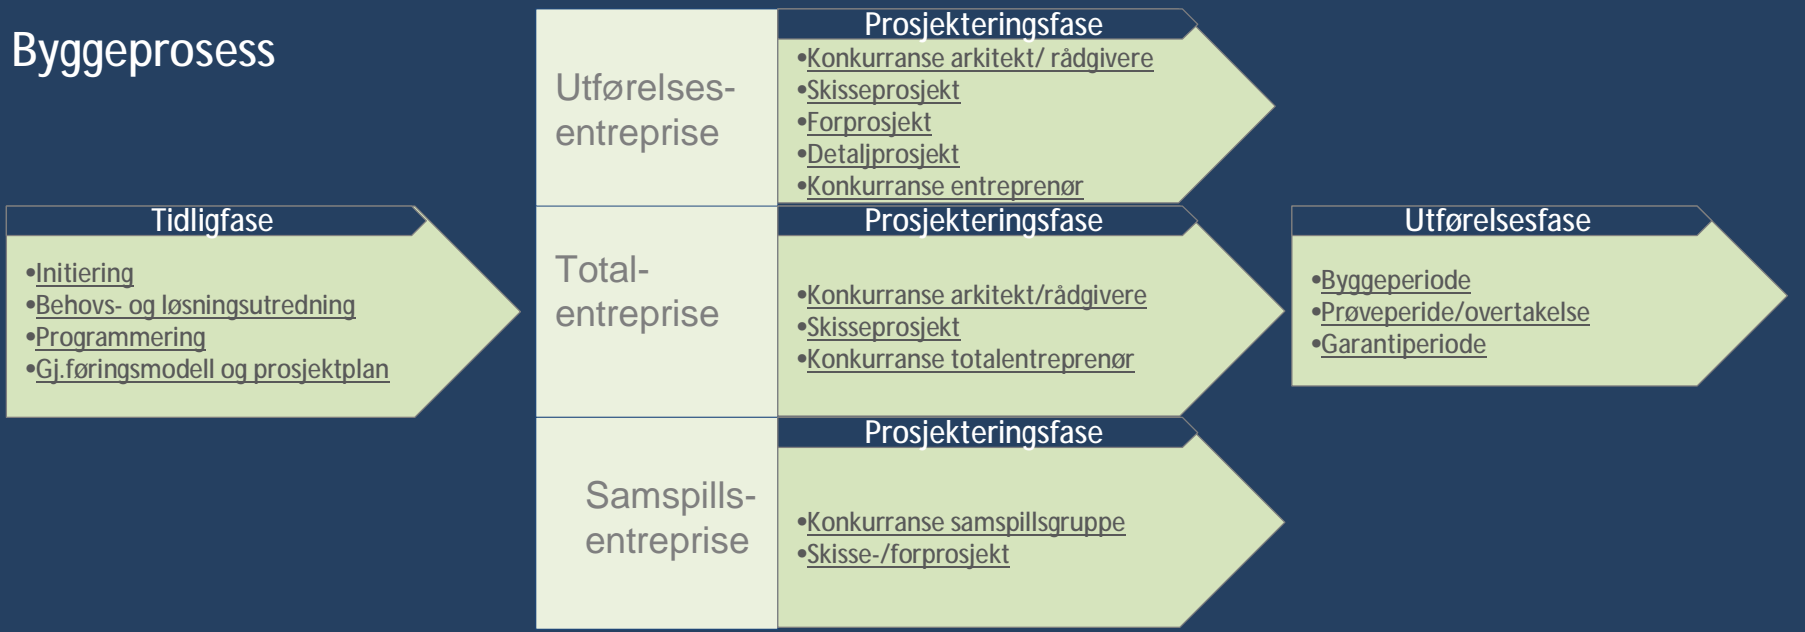 Byggeprosess
Tidligfase
•Initiering
•Behovs- og løsningsutredning
•Programmering
•Gj.føringsmodell og prosjektplan
Utførelses-
entreprise
Prosjekteringsfase
•Konkurranse arkitekt/ rådgivere
•Skisseprosjekt
•Forprosjekt
•Detaljprosjekt
•Konkurranse entreprenør
Total-
entreprise
Prosjekteringsfase
•Konkurranse arkitekt/rådgivere
•Skisseprosjekt
•Konkurranse totalentreprenør
Samspills-
entreprise
Prosjekteringsfase
•Konkurranse samspillsgruppe
•Skisse-/forprosjekt
Utførelsesfase
•Byggeperiode
•Prøveperide/overtakelse
•Garantiperiode